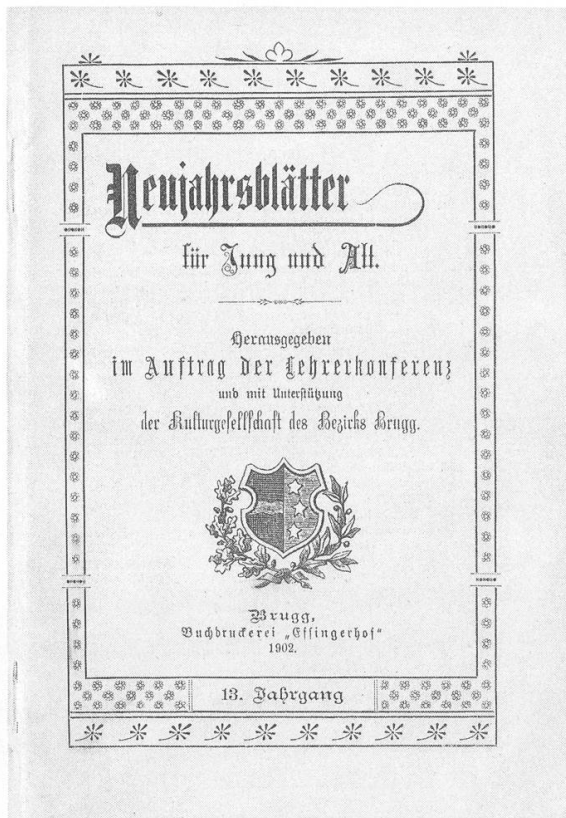 Neujahrsblätter
für Jung und Alt.
Herausgegeben
im Auftrag der Lehrerkonferenz
und mit Unterstützung
der Kulturgesellschaft des Bezirks Brugg.
Brugg,
Buchdruckerei „Effingerhof“
1902.
13. Jahrgang